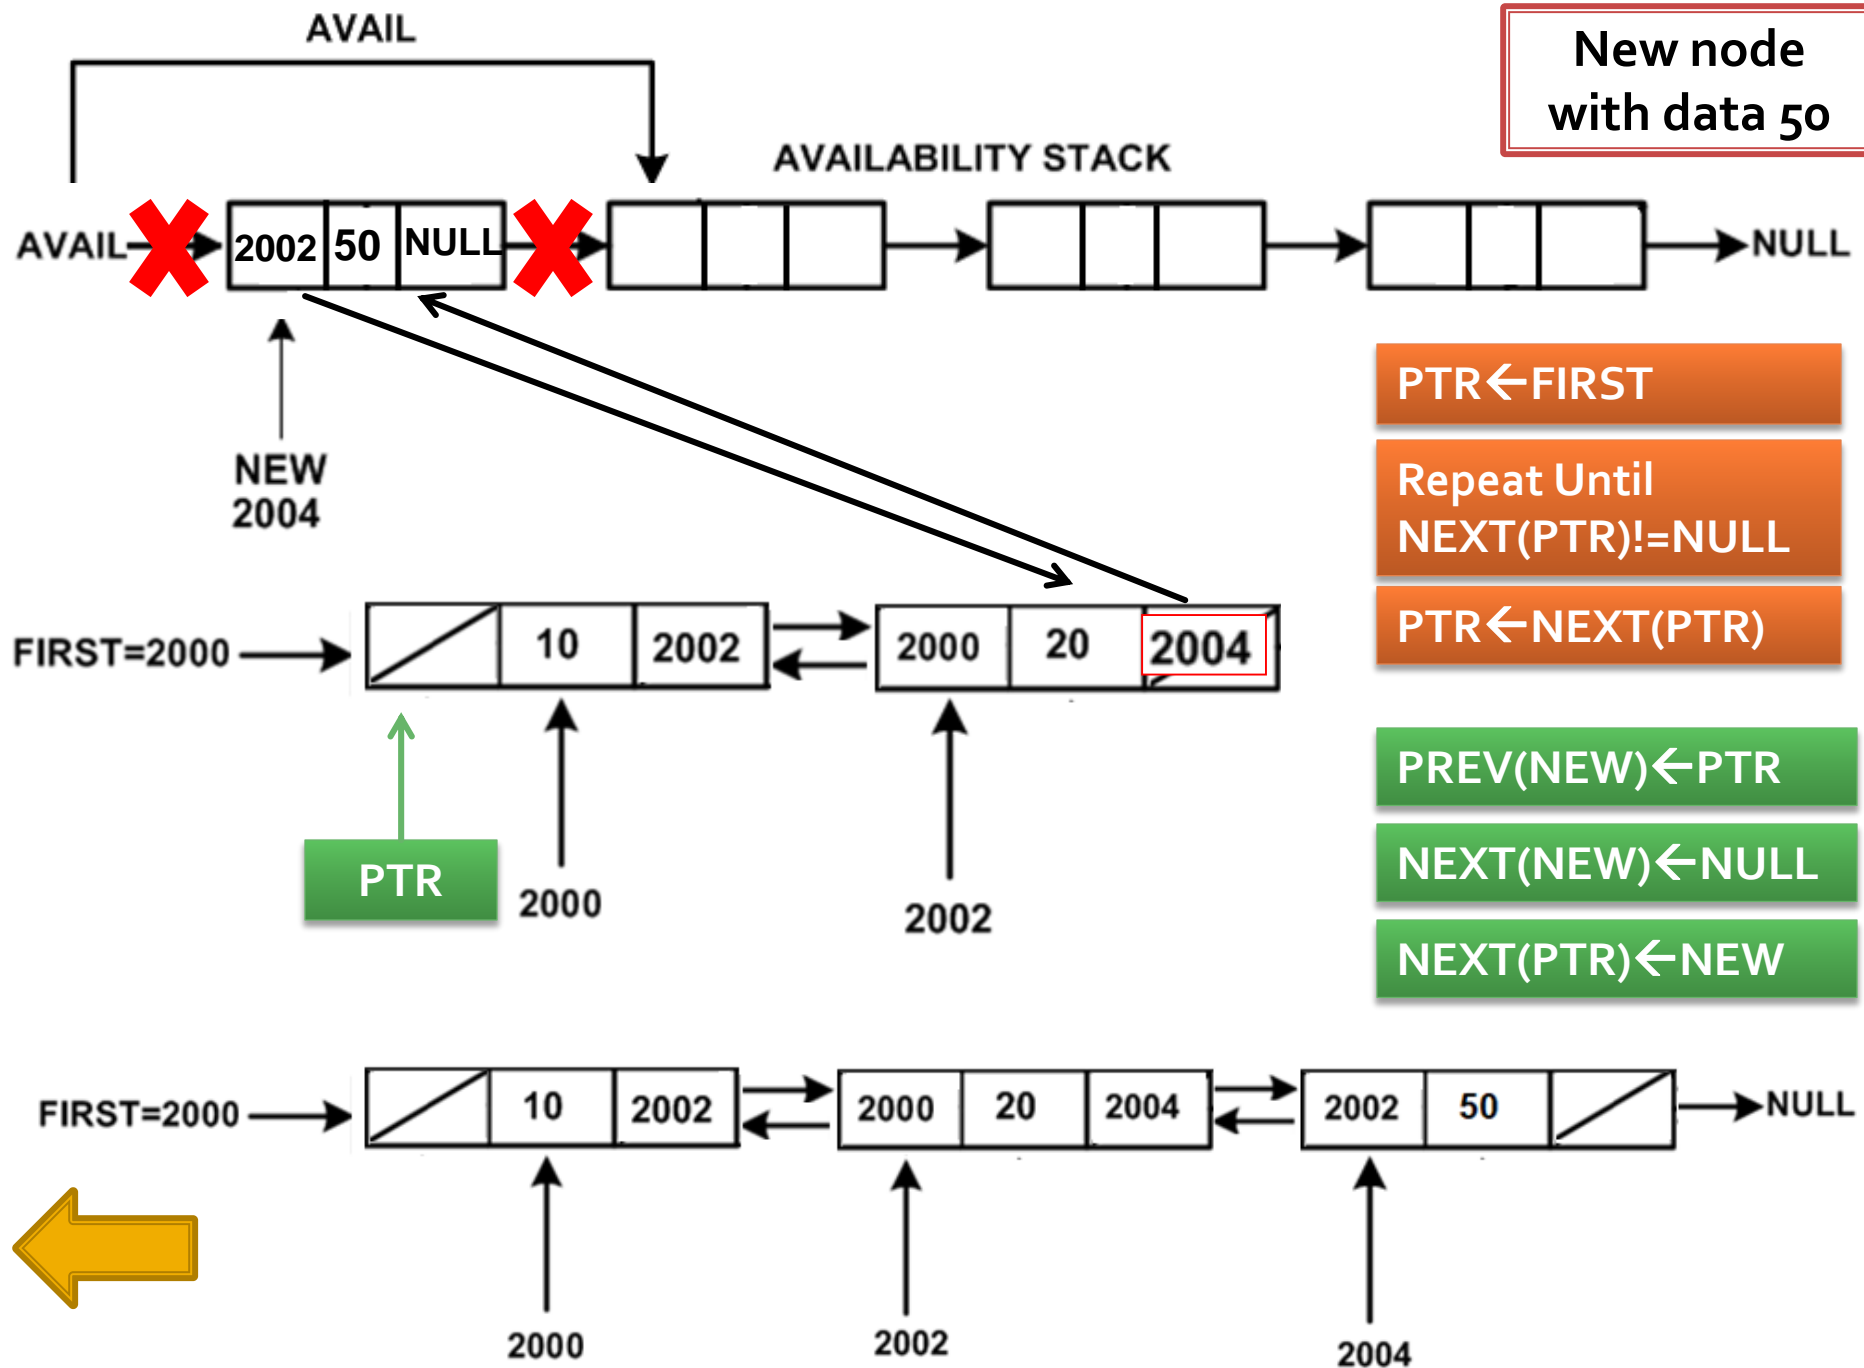 AVAIL
New node
with data 50
AVAILABILITY STACK
AVAIL
2002 50 NULL
NULL
NEW
2004
PTR←FIRST
Repeat Until
NEXT(PTR)!=NULL
PTR←NEXT(PTR)
FIRST=2000
10 2002
2000 20 2004
PTR
2000
2002
PREV(NEW)←PTR
NEXT(NEW)←NULL
NEXT(PTR)←NEW
FIRST=2000
10 2002
2000 20 2004
2002 50
NULL
2000
2002
2004